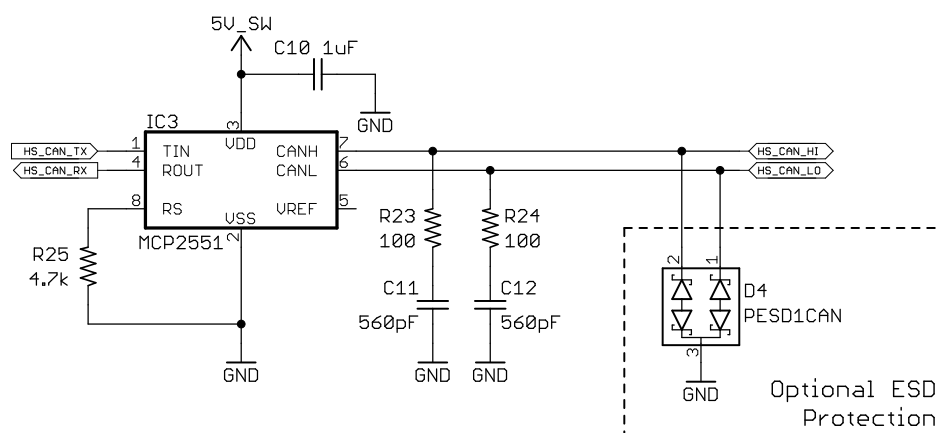 5V_SW
C10 1uF
GND
IC3
3
VDD
HS_CAN_TX
1
TIN
CANH
7
HS_CAN_HI
HS_CAN_RX
4
ROUT
CANL
6
HS_CAN_LO
8
RS
VREF
5
VSS
2
MCP2551
R25
4.7k
R23
100
R24
100
C11
560pF
C12
560pF
GND
GND
GND
2
1
D4
PESD1CAN
3
GND
Optional ESD
Protection